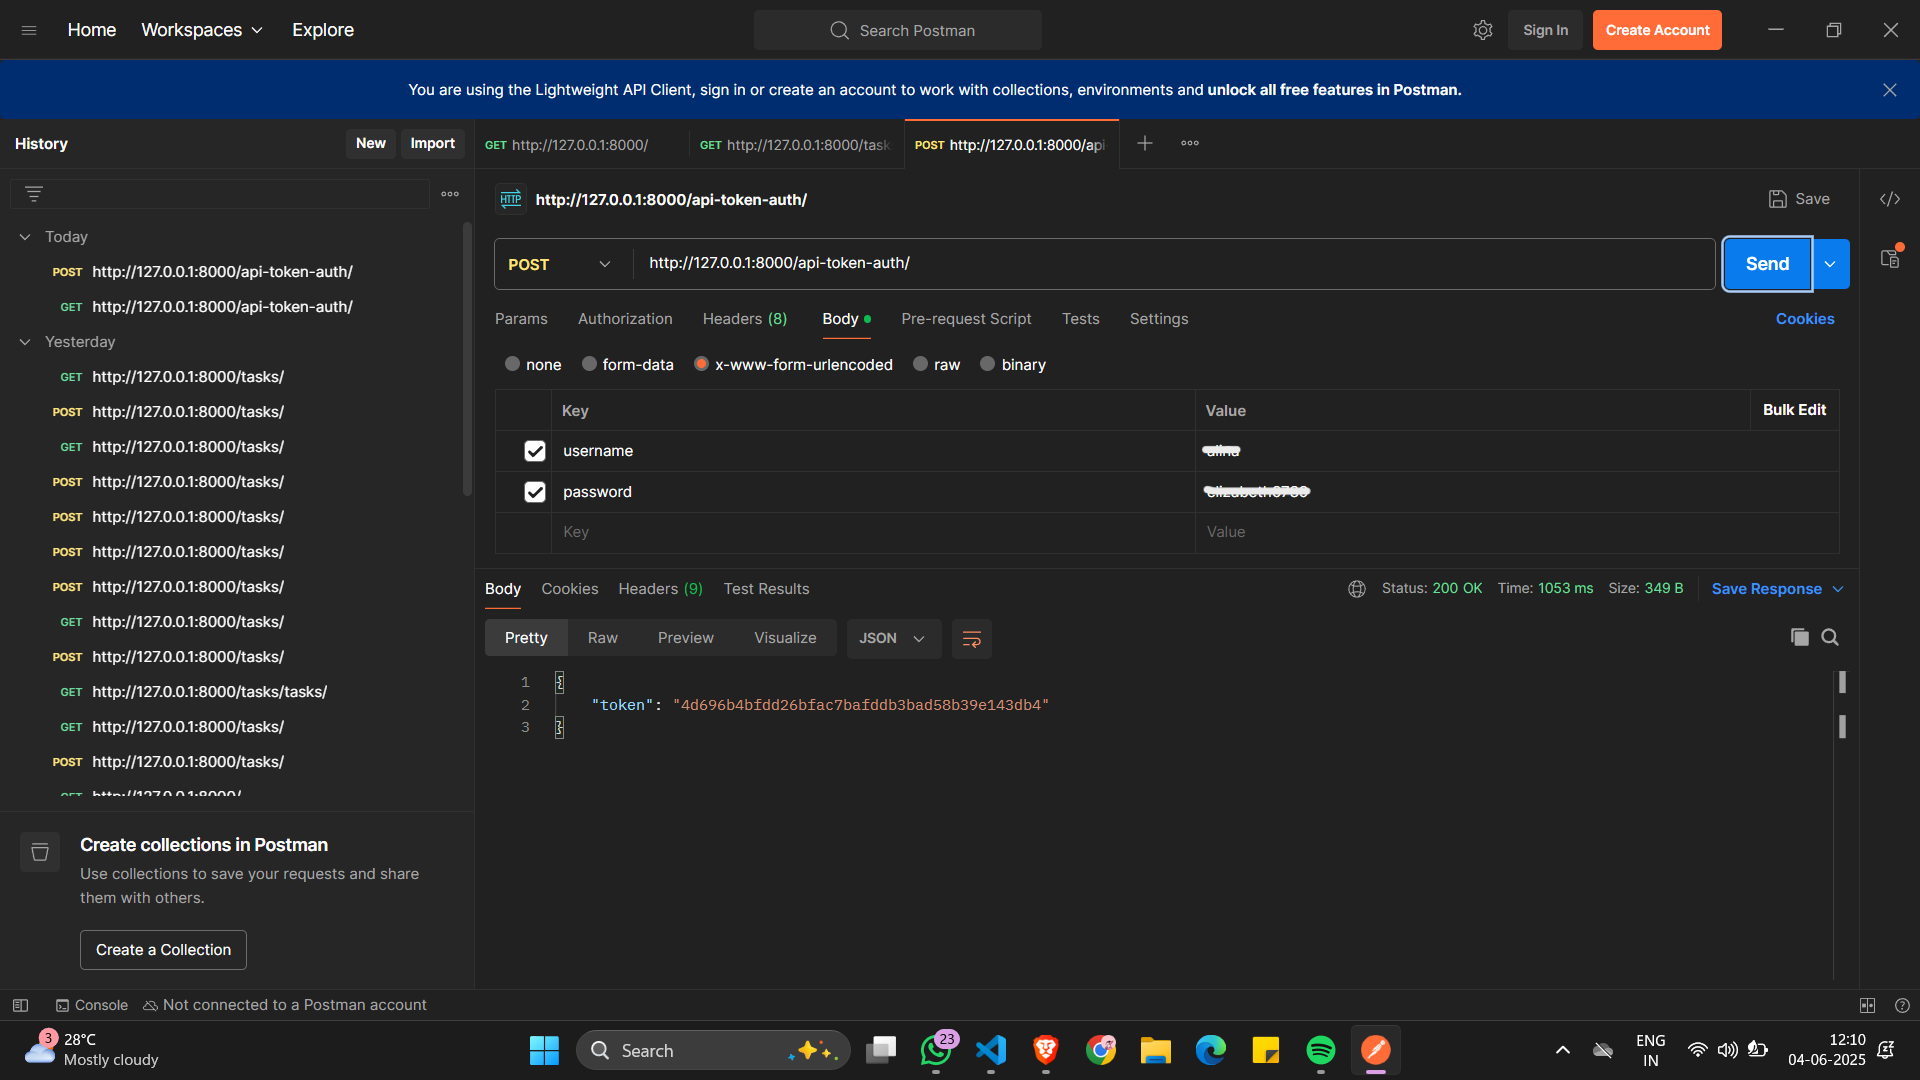 Home Workspaces Explore Search Postman Sign In Create Account
You are using the Lightweight API Client, sign in or create an account to work with collections, environments and unlock all free features in Postman.
History New Import
GET http://127.0.0.1:8000/ GET http://127.0.0.1:8000/task POST http://127.0.0.1:8000/api-
HTTP http://127.0.0.1:8000/api-token-auth/ Save
Today
POST http://127.0.0.1:8000/api-token-auth/
GET http://127.0.0.1:8000/api-token-auth/
Yesterday
GET http://127.0.0.1:8000/tasks/
POST http://127.0.0.1:8000/tasks/
GET http://127.0.0.1:8000/tasks/
POST http://127.0.0.1:8000/tasks/
POST http://127.0.0.1:8000/tasks/
POST http://127.0.0.1:8000/tasks/
POST http://127.0.0.1:8000/tasks/
GET http://127.0.0.1:8000/tasks/
POST http://127.0.0.1:8000/tasks/
GET http://127.0.0.1:8000/tasks/tasks/
GET http://127.0.0.1:8000/tasks/
POST http://127.0.0.1:8000/tasks/
GET http://127.0.0.1:8000/
Create collections in Postman
Use collections to save your requests and share
them with others.
Create a Collection
POST http://127.0.0.1:8000/api-token-auth/ Send
Params Authorization Headers (8) Body Pre-request Script Tests Settings Cookies
none form-data x-www-form-urlencoded raw binary
Key Value Bulk Edit
username
password
Key Value
Body Cookies Headers (9) Test Results Status: 200 OK Time: 1053 ms Size: 349 B Save Response
Pretty Raw Preview Visualize JSON
1 {
2 "token": "4d696b4bfdd26bfac7bafddb3bad58b39e143db4"
3 }
Console Not connected to a Postman account
3 28°C
Mostly cloudy
Search
23
ENG
IN
12:10
04-06-2025